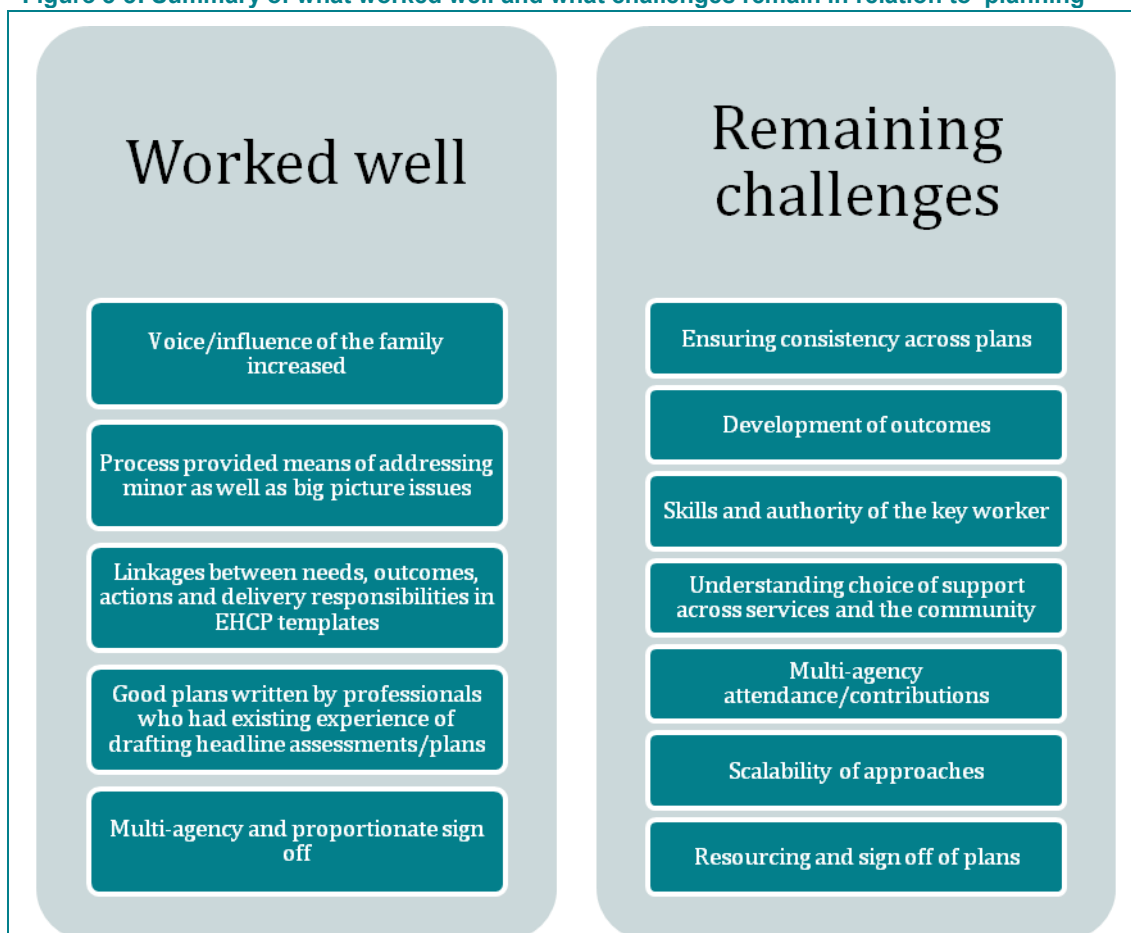 Worked well
Voice/influence of the family
increased
Process provided means of addressing
minor as well as big picture issues
Linkages between needs, outcomes,
actions and delivery responsibilities in
EHCP templates
Good plans written by professionals
who had existing experience of
drafting headline assessments/plans
Multi-agency and proportionate sign
off
Remaining
challenges
Ensuring consistency across plans
Development of outcomes
Skills and authority of the key worker
Understanding choice of support
across services and the community
Multi-agency
attendance/contributions
Scalability of approaches
Resourcing and sign off of plans